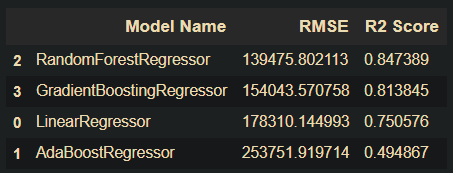 Model Name RMSE R2 Score
2 RandomForestRegressor 139475.802113 0.847389
3 GradientBoostingRegressor 154043.570758 0.813845
0 LinearRegressor 178310.144993 0.750576
1 AdaBoostRegressor 253751.919714 0.494867